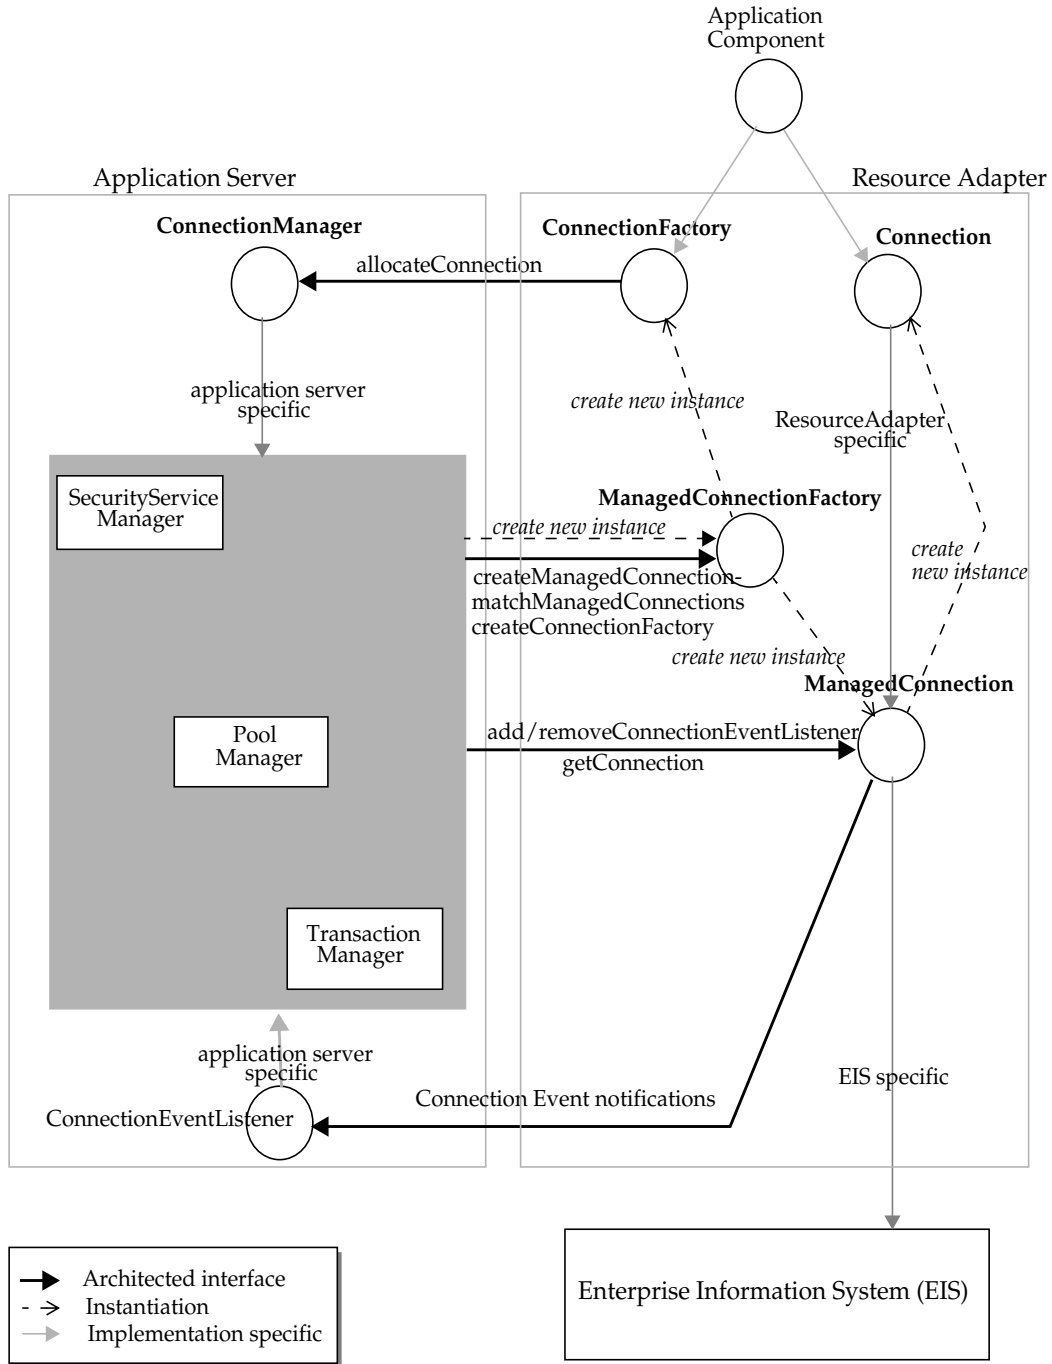 Application
Component
Application Server
Resource Adapter
ConnectionManager
ConnectionFactory
Connection
allocateConnection
application server
specific
create new instance
ResourceAdapter
specific
SecurityService
Manager
ManagedConnectionFactory
create new instance
create
new instance
createManagedConnection-
matchManagedConnections
createConnectionFactory
create new instance
ManagedConnection
Pool
Manager
add/removeConnectionEventListener
getConnection
Transaction
Manager
application server
specific
EIS specific
Connection Event notifications
ConnectionEventListener
Architected interface
Instantiation
Implementation specific
Enterprise Information System (EIS)